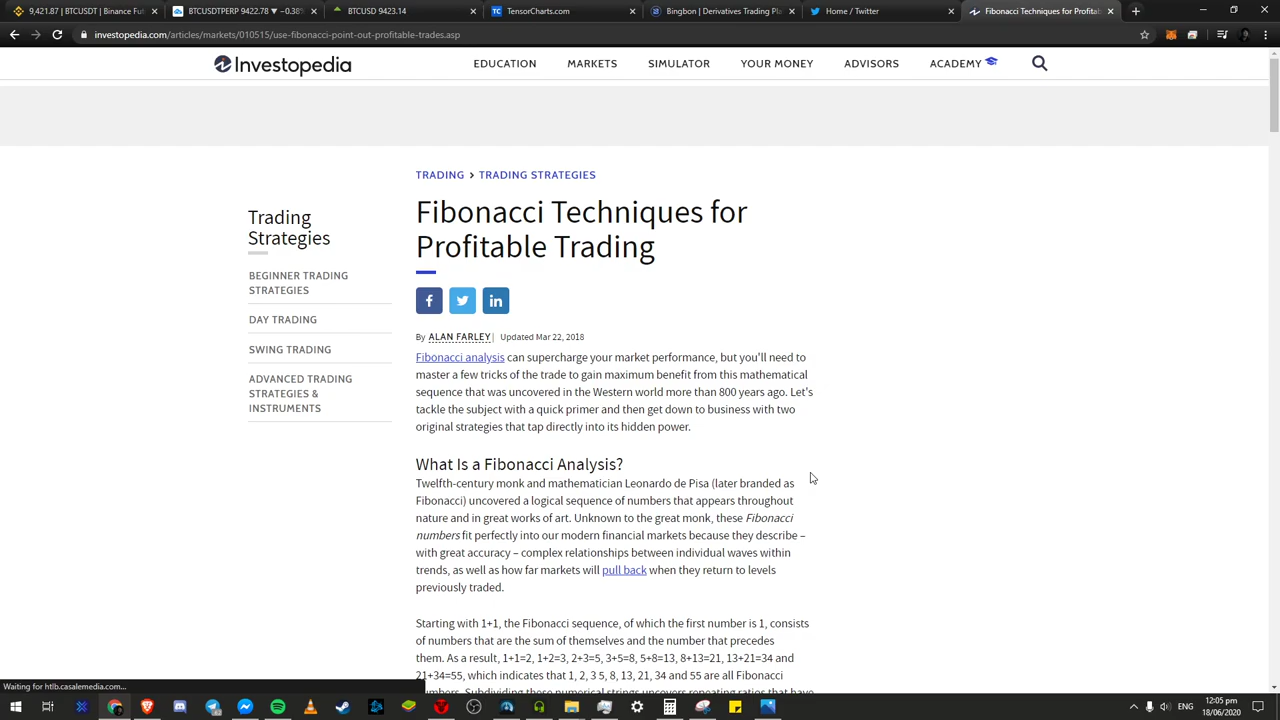 9,421.87 | BTCUSDT | Binance Fut
BTCUSDTPERP 9422.78 ▼ −0.38%
BTCUSD 9423.14
TensorCharts.com
Bingbon | Derivatives Trading Pla
Home / Twitter
Fibonacci Techniques for Profitab
investopedia.com/articles/markets/010515/use-fibonacci-point-out-profitable-trades.asp
Investopedia
EDUCATION
MARKETS
SIMULATOR
YOUR MONEY
ADVISORS
ACADEMY
TRADING > TRADING STRATEGIES
Fibonacci Techniques for
Profitable Trading
Trading
Strategies
BEGINNER TRADING
STRATEGIES
DAY TRADING
SWING TRADING
ADVANCED TRADING
STRATEGIES &
INSTRUMENTS
By ALAN FARLEY | Updated Mar 22, 2018
Fibonacci analysis can supercharge your market performance, but you'll need to
master a few tricks of the trade to gain maximum benefit from this mathematical
sequence that was uncovered in the Western world more than 800 years ago. Let's
tackle the subject with a quick primer and then get down to business with two
original strategies that tap directly into its hidden power.
What Is a Fibonacci Analysis?
Twelfth-century monk and mathematician Leonardo de Pisa (later branded as
Fibonacci) uncovered a logical sequence of numbers that appears throughout
nature and in great works of art. Unknown to the great monk, these Fibonacci
numbers fit perfectly into our modern financial markets because they describe –
with great accuracy – complex relationships between individual waves within
trends, as well as how far markets will pull back when they return to levels
previously traded.
Starting with 1+1, the Fibonacci sequence, of which the first number is 1, consists
of numbers that are the sum of themselves and the number that precedes
them. As a result, 1+1=2, 1+2=3, 2+3=5, 3+5=8, 5+8=13, 8+13=21, 13+21=34 and
21+34=55, which indicates that 1, 2, 3 5, 8, 13, 21, 34 and 55 are all Fibonacci
numbers. Subdividing these numerical strings uncovers repeating ratios that have
Waiting for htlb.casalemedia.com...
ENG
12:05 pm
18/06/2020